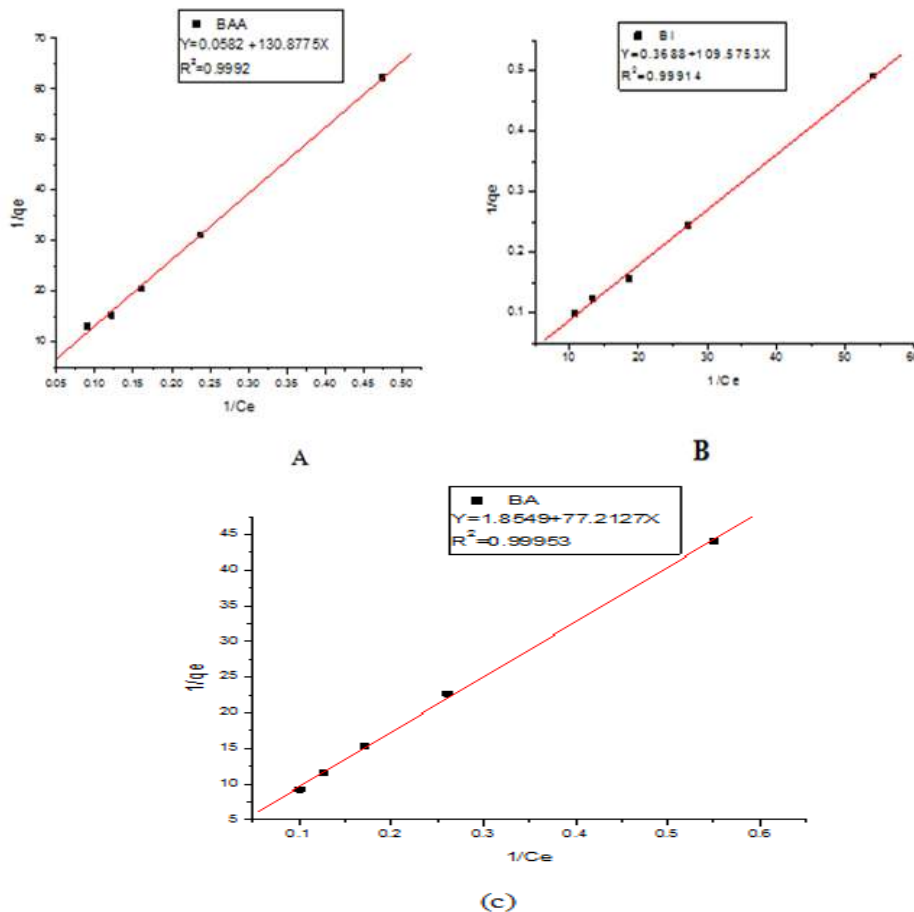 BAA
Y=0.0582 +130.8775X
R²=0.9992
70
60
50
40
30
20
10
1/qe
0.05 0.10 0.15 0.20 0.25 0.30 0.35 0.40 0.45 0.50
1/Ce
A
BI
Y=0.3688+109.5753X
R²=0.99914
0.5
0.3
0.2
0.1
1/qe
10 20 30 40 50 60
1/Ce
B
BA
Y=1.8549+77.2127X
R²=0.99953
45
40
35
30
25
20
15
10
5
1/qe
0.1 0.2 0.3 0.4 0.5 0.6
1/Ce
(c)